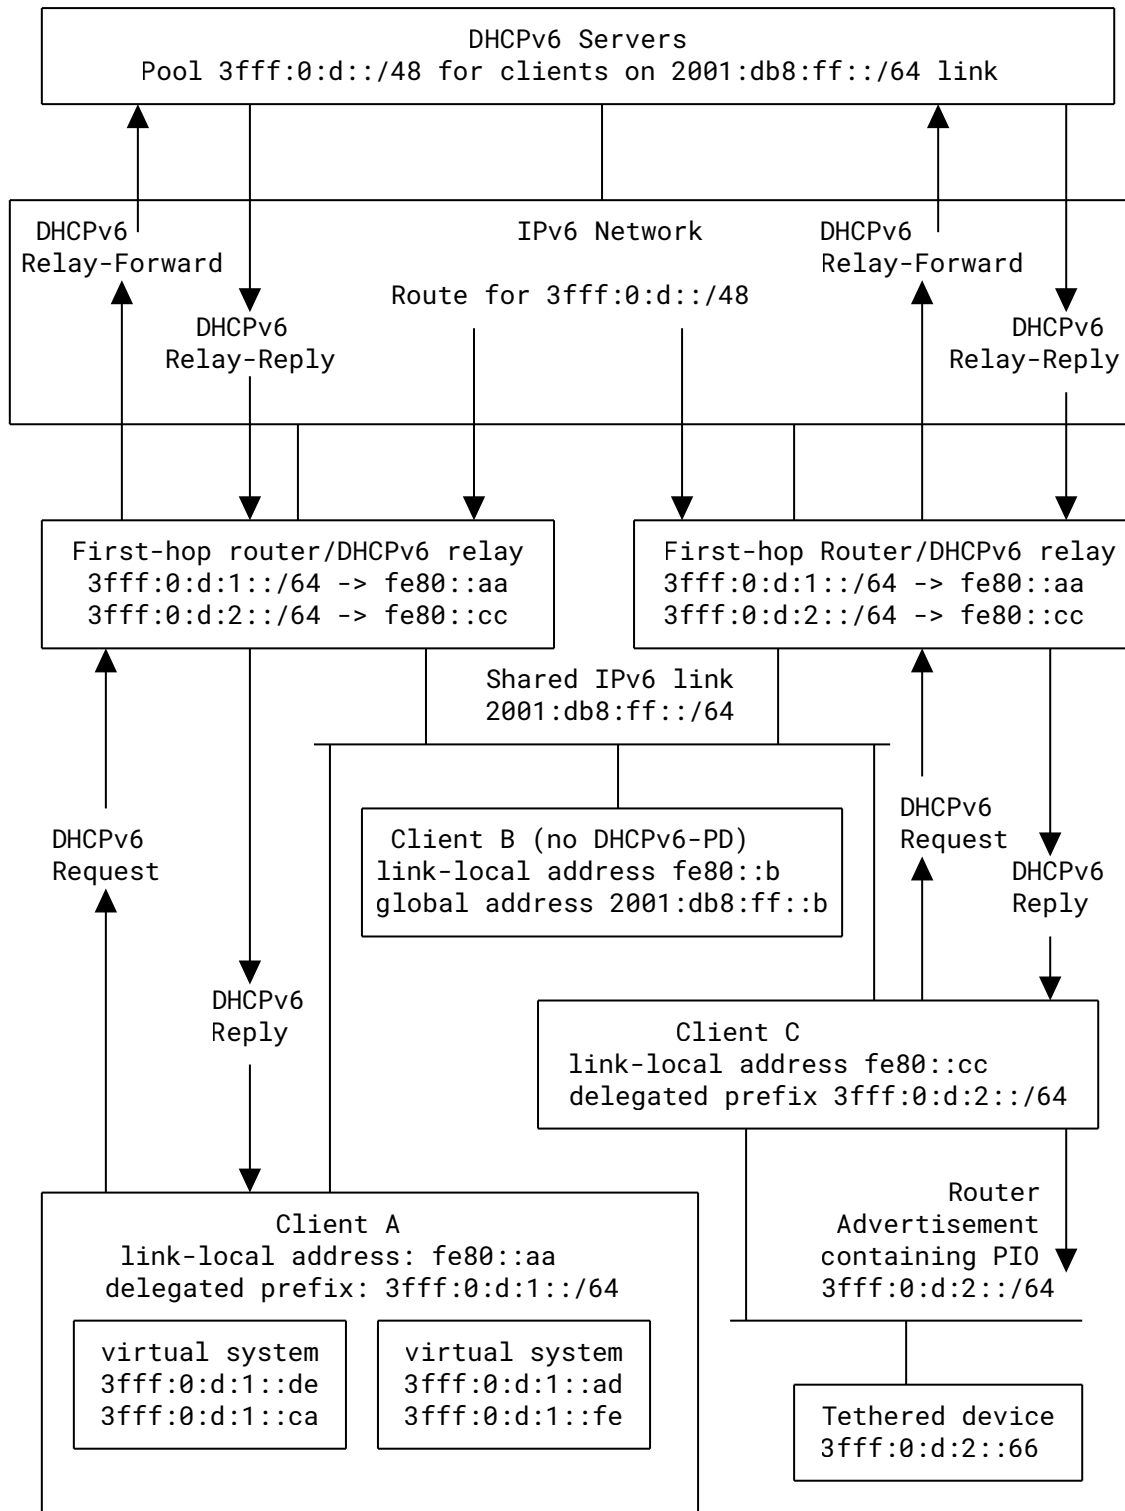 DHCPv6 Servers
Pool 3fff:0:d::/48 for clients on 2001:db8:ff::/64 link
DHCPv6
Relay-Forward
IPv6 Network
DHCPv6
Relay-Forward
Route for 3fff:0:d::/48
DHCPv6
Relay-Reply
DHCPv6
Relay-Reply
First-hop router/DHCPv6 relay
3fff:0:d:1::/64 -> fe80::aa
3fff:0:d:2::/64 -> fe80::cc
First-hop Router/DHCPv6 relay
3fff:0:d:1::/64 -> fe80::aa
3fff:0:d:2::/64 -> fe80::cc
Shared IPv6 link
2001:db8:ff::/64
DHCPv6
Request
Client B (no DHCPv6-PD)
link-local address fe80::b
global address 2001:db8:ff::b
DHCPv6
Request
DHCPv6
Reply
DHCPv6
Reply
Client C
link-local address fe80::cc
delegated prefix 3fff:0:d:2::/64
Router
Advertisement
containing PIO
3fff:0:d:2::/64
Client A
link-local address: fe80::aa
delegated prefix: 3fff:0:d:1::/64
virtual system
3fff:0:d:1::de
3fff:0:d:1::ca
virtual system
3fff:0:d:1::ad
3fff:0:d:1::fe
Tethered device
3fff:0:d:2::66